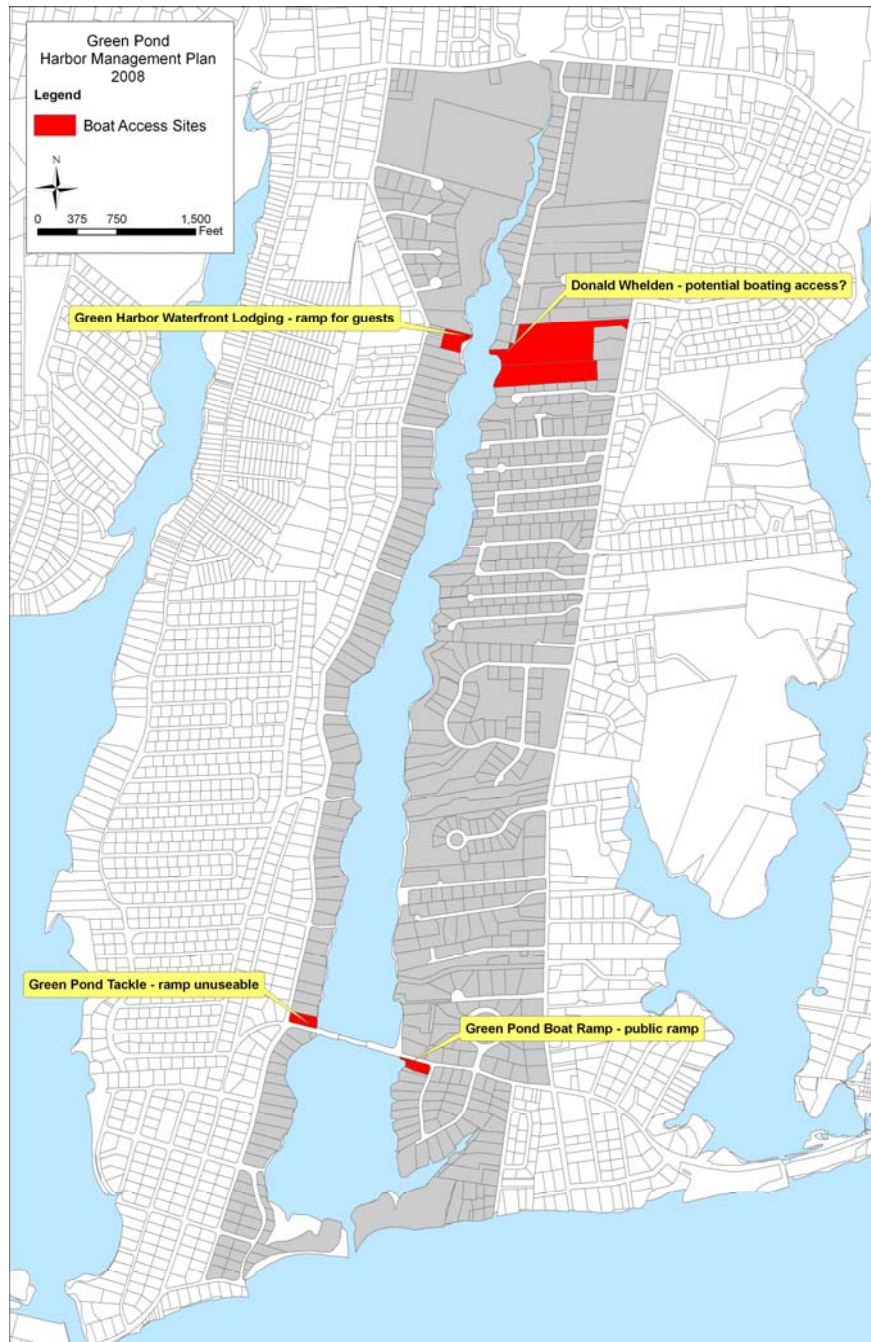 Green Pond
Harbor Management Plan
2008
Legend
Boat Access Sites
N
0 375 750 1,500
Feet
Donald Whelden - potential boating access?
Green Harbor Waterfront Lodging - ramp for guests
Green Pond Tackle - ramp unuseable
Green Pond Boat Ramp - public ramp